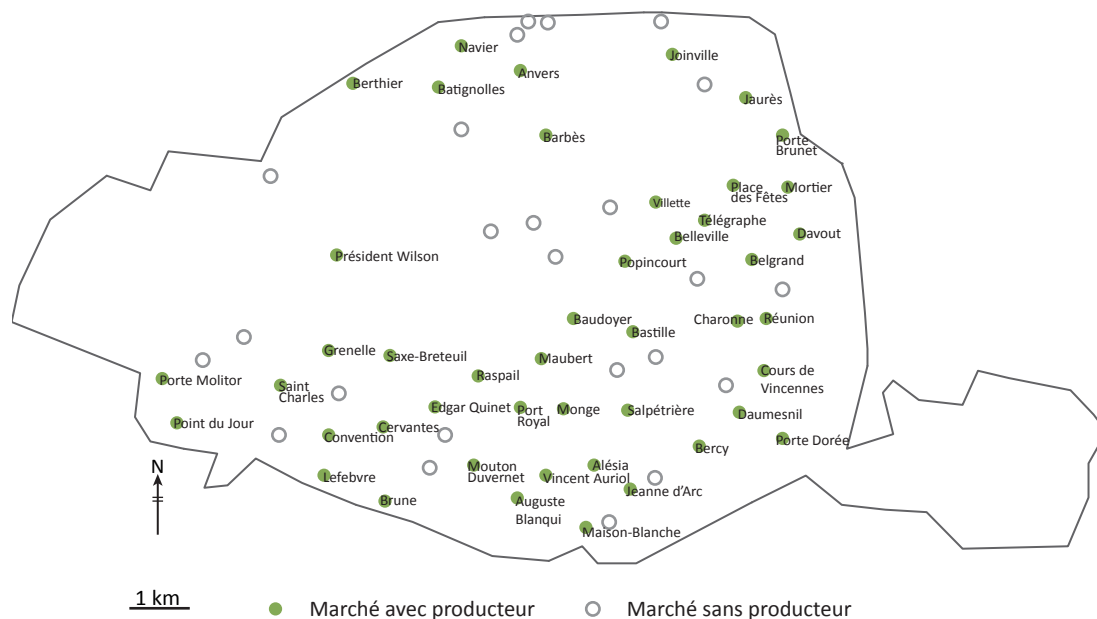 Navier
Joinville
Anvers
Berthier
Batignolles
Jaurès
Barbès
Porte
Brunet
Place
des Fêtes
Mortier
Villette
Télégraphe
Belleville
Davout
Président Wilson
Popincourt
Belgrand
Baudoyer
Bastille
Charonne
Réunion
Grenelle
Saxe-Breteuil
Maubert
Raspail
Cours de
Vincennes
Porte Molitor
Saint
Charles
Edgar Quinet
Port
Royal
Monge
Salpétrière
Daumesnil
Point du Jour
Convention
Cervantes
Bercy
Porte Dorée
N
Lefebvre
Mouton
Duvernet
Vincent Auriol
Alésia
Jeanne d'Arc
Brune
Auguste
Blanqui
Maison-Blanche
1 km
Marché avec producteur
Marché sans producteur